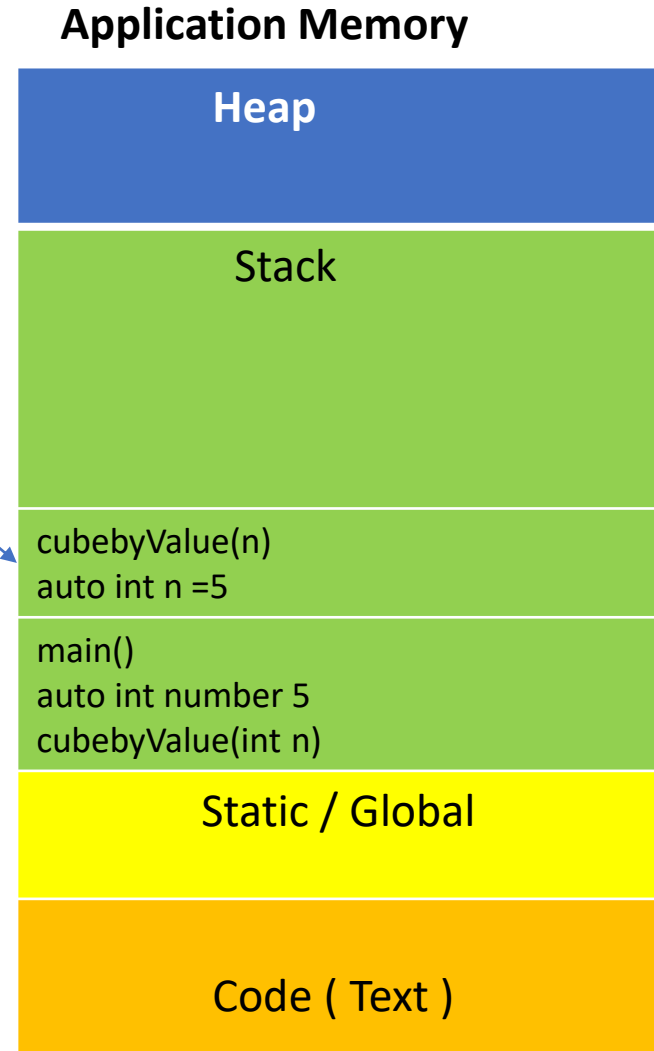 Application Memory
Heap
Stack
cubebyValue(n)
auto int n =5
main()
auto int number 5
cubebyValue(int n)
Static / Global
Code ( Text )